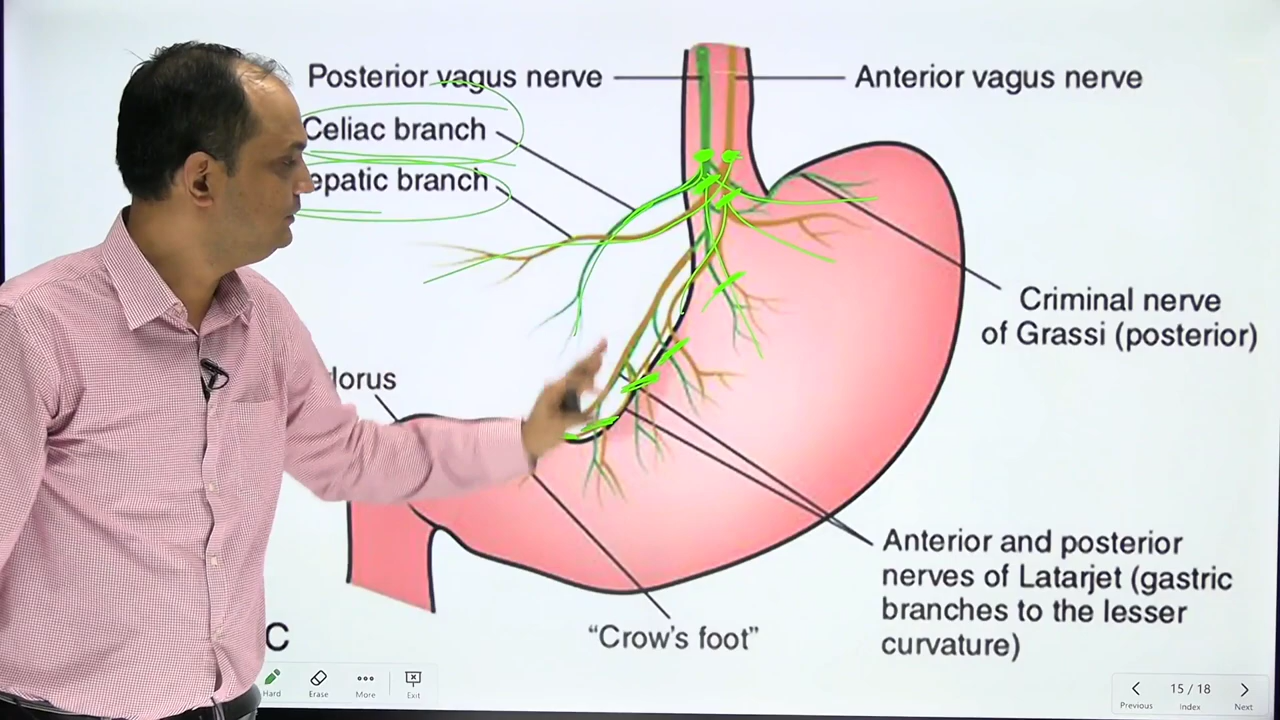 Posterior vagus nerve
Anterior vagus nerve
Celiac branch
epatic branch
Criminal nerve
of Grassi (posterior)
lorus
Anterior and posterior
nerves of Latarjet (gastric
branches to the lesser
curvature)
“Crow’s foot”
C
Hard
Erase
More
Exit
Previous
15 / 18
Index
Next